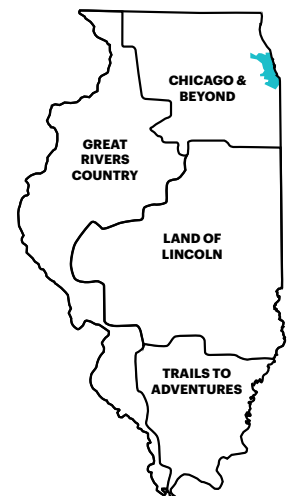 CHICAGO &
BEYOND
GREAT
RIVERS
COUNTRY
LAND OF
LINCOLN
TRAILS TO
ADVENTURES